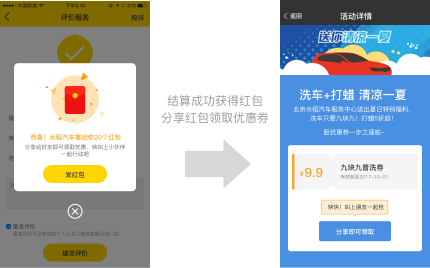 评价服务
投诉
恭喜！水稻汽车塞给你20个红包
分享给好友即可领取优惠，快叫上小伙伴
一起行动吧
发红包
匿名评价
提交评价
结算成功获得红包
分享红包领取优惠券
返回
活动详情
送你清凉一夏
洗车+打蜡 清凉一夏
北京水稻汽车服务中心送出夏日特别福利，
洗车只要九块九！打蜡5折起！
距优惠券一步之遥啦~
¥9.9
九块九普洗券
有效期至2017-10-02
快快！叫上朋友一起抢
分享即可领取